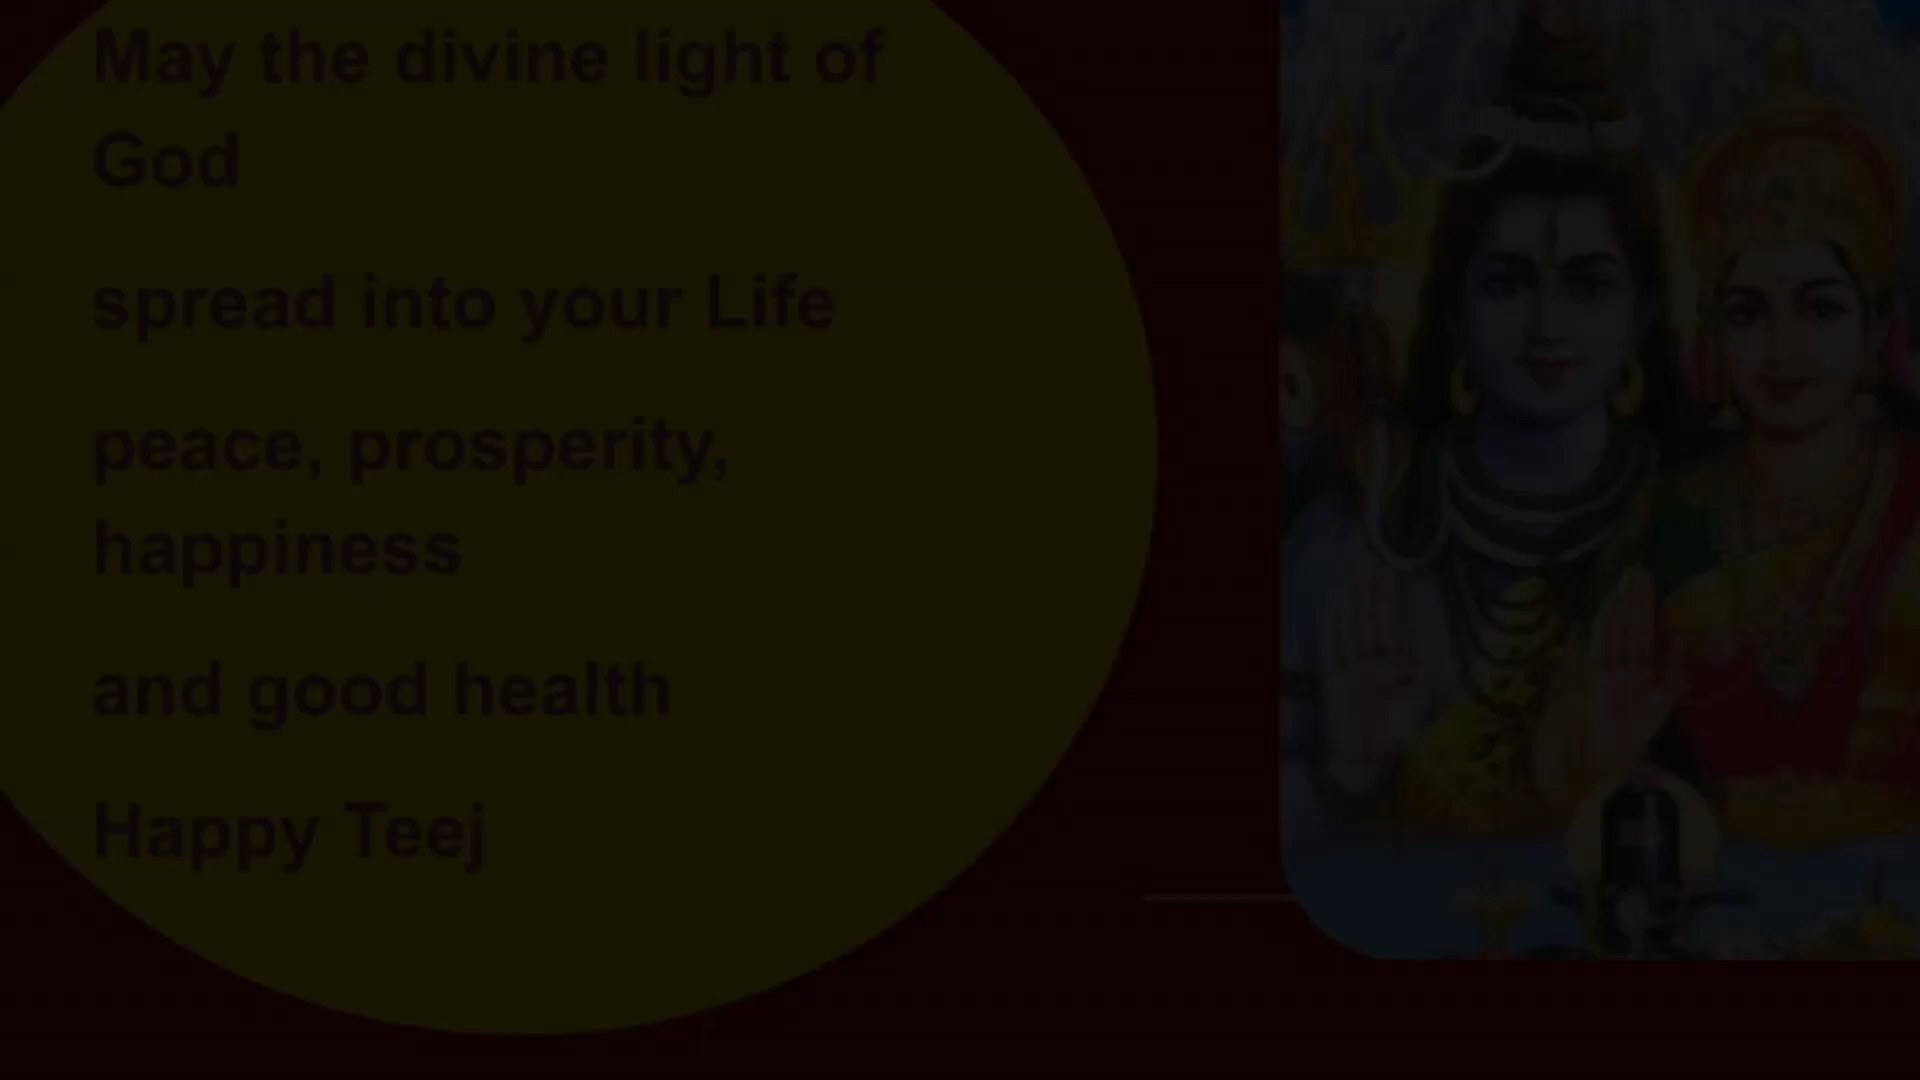 May the divine light of
God
spread into your Life
peace, prosperity,
happiness
and good health
Happy Teej